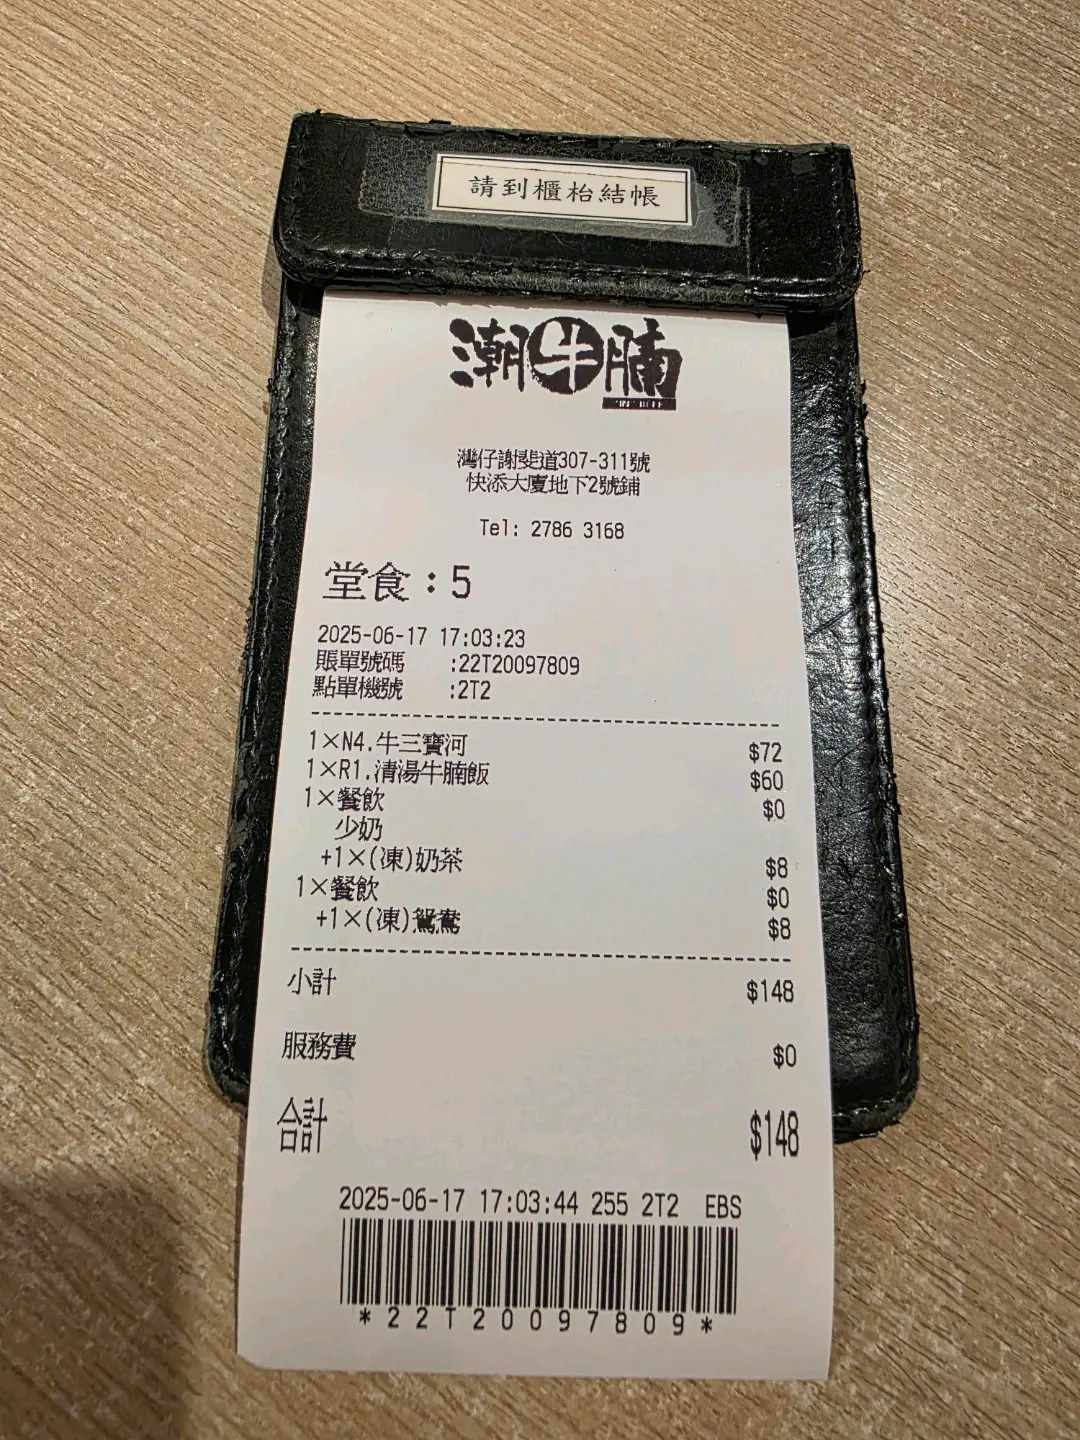 請到櫃枱結帳
潮牛腩
灣仔謝斐道307-311號
快添大廈地下2號鋪
Tel: 2786 3168
堂食：5
2025-06-17 17:03:23
賬單號碼 :22T20097809
點單機號 :2T2
1×N4.牛三寶河 $72
1×R1.清湯牛腩飯 $60
1×餐飲 $0
少奶
+1×(凍)奶茶 $8
1×餐飲 $0
+1×(凍)鴛鴦 $8
小計 $148
服務費 $0
合計 $148
2025-06-17 17:03:44 255 2T2 EBS
*22T20097809*